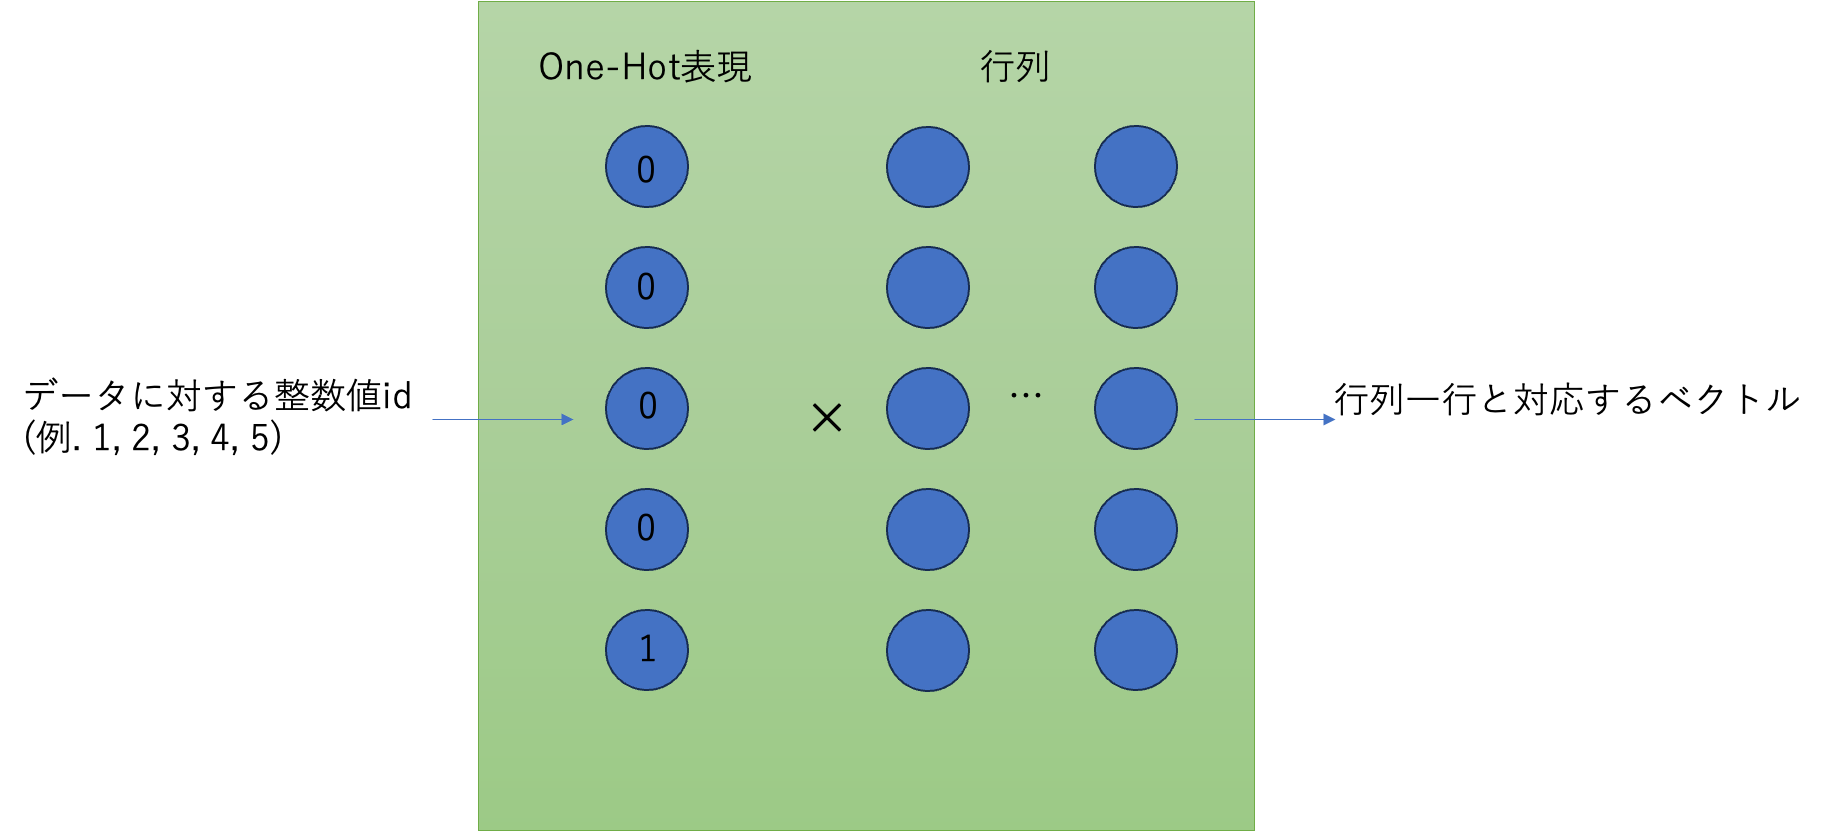 One-Hot表現
行列
0
0
データに対する整数値id
(例. 1, 2, 3, 4, 5)
0
×
…
行列一行と対応するベクトル
0
1